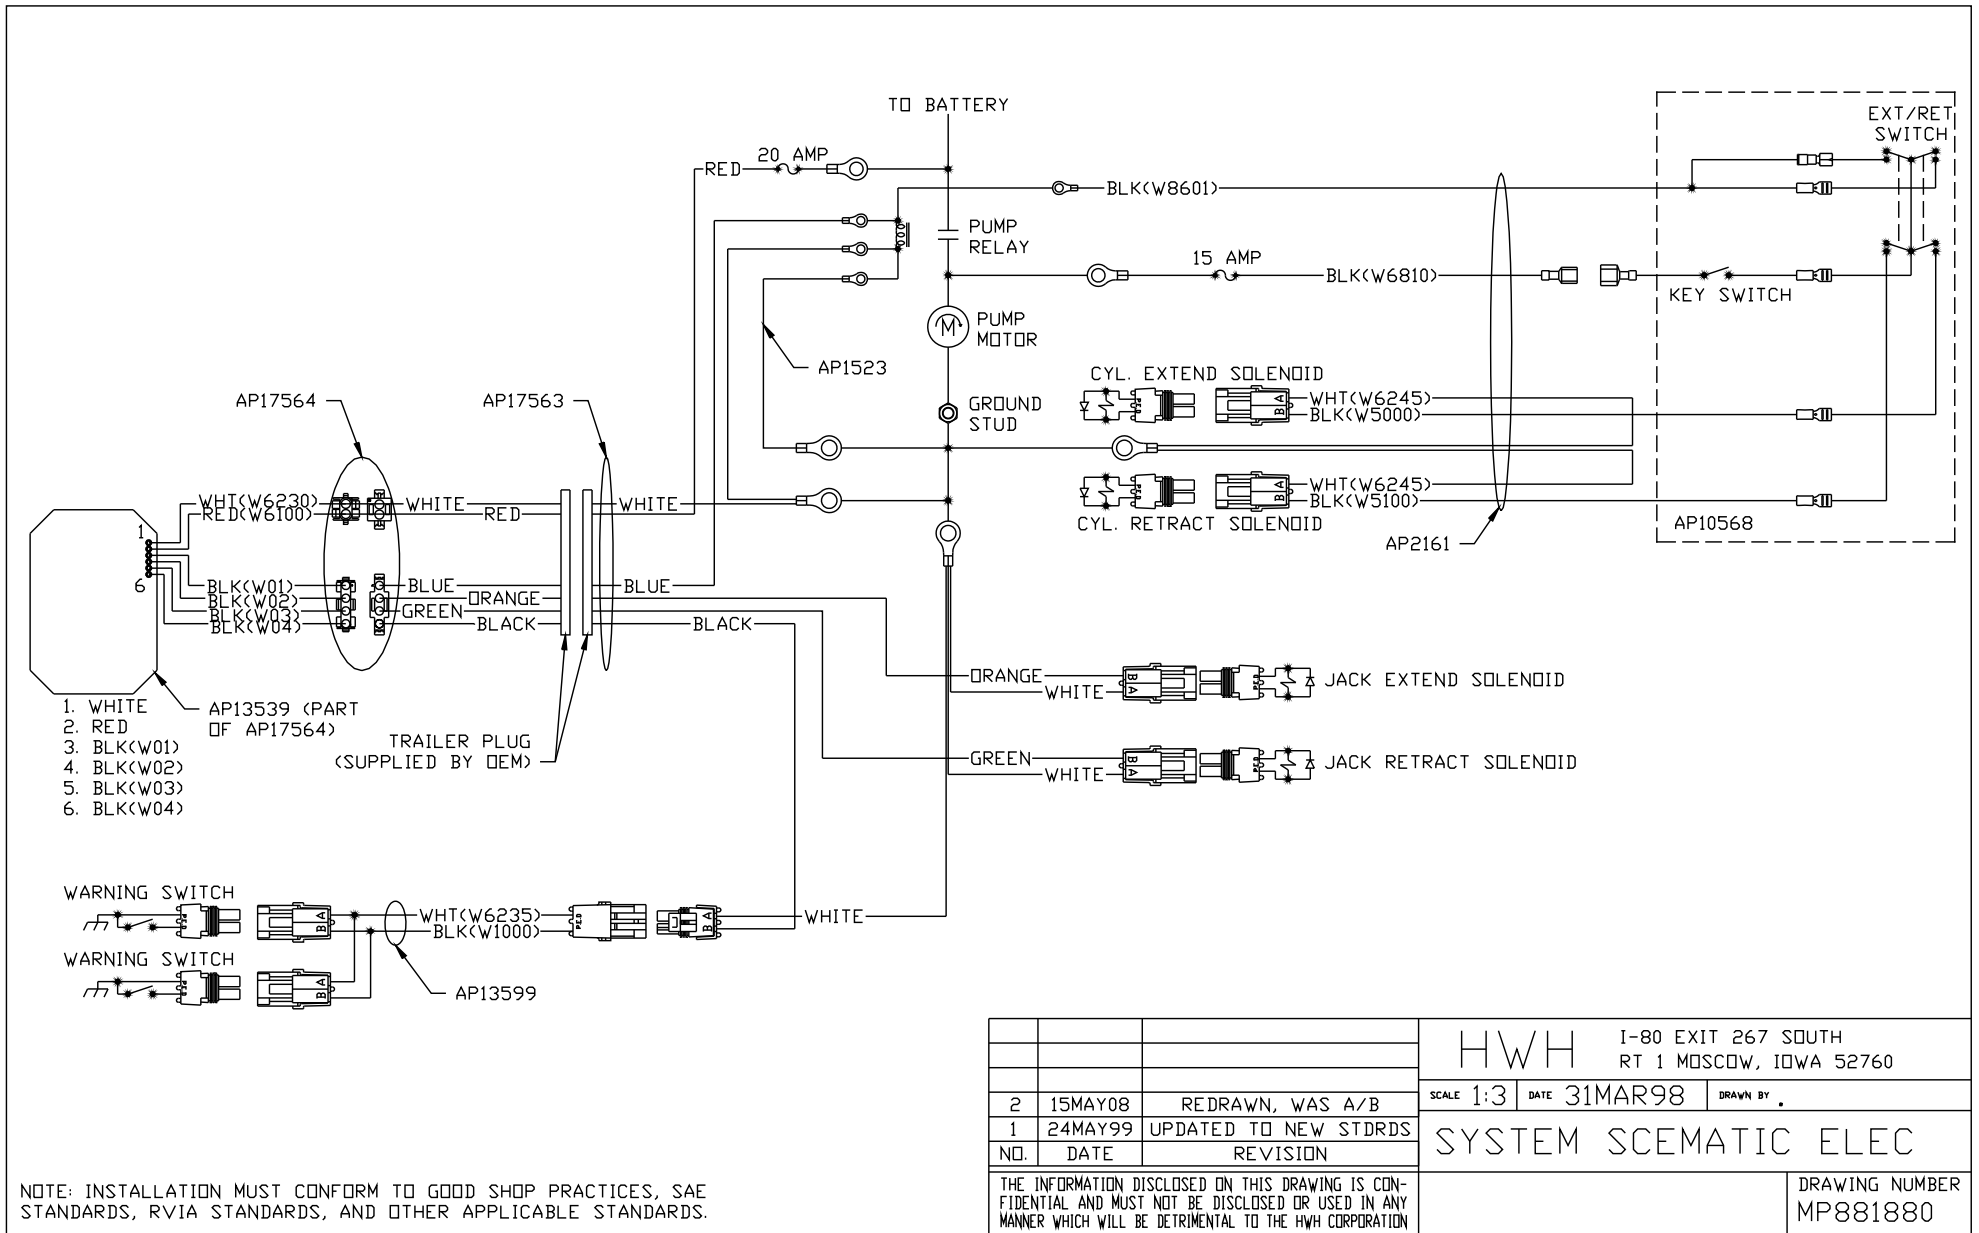 TO BATTERY
EXT/RET
SWITCH
RED
20 AMP
BLK(W8601)
PUMP
RELAY
15 AMP
BLK(W6810)
KEY SWITCH
PUMP
MOTOR
AP1523
CYL. EXTEND SOLENOID
WHT(W6245)
BLK(W5000)
A
B
P.E.D
GROUND
STUD
AP17564
AP17563
WHT(W6245)
BLK(W5100)
A
B
P.E.D
CYL. RETRACT SOLENOID
AP2161
AP10568
WHT(W6230)
RED(W6100)
WHITE
RED
WHITE
1
6
BLK(W01)
BLK(W02)
BLK(W03)
BLK(W04)
BLUE
ORANGE
GREEN
BLACK
BLUE
BLACK
ORANGE
WHITE
B
A
P.E.D
JACK EXTEND SOLENOID
GREEN
WHITE
B
A
P.E.D
JACK RETRACT SOLENOID
AP13539 (PART
OF AP17564)
1. WHITE
2. RED
3. BLK(W01)
4. BLK(W02)
5. BLK(W03)
6. BLK(W04)
TRAILER PLUG
(SUPPLIED BY OEM)
WARNING SWITCH
P.E.D
A
B
WHT(W6235)
BLK(W1000)
P.E.D
A
B
WHITE
WARNING SWITCH
P.E.D
A
B
AP13599
M
NOTE: INSTALLATION MUST CONFORM TO GOOD SHOP PRACTICES, SAE
STANDARDS, RVIA STANDARDS, AND OTHER APPLICABLE STANDARDS.
2 15MAY08 REDRAWN, WAS A/B
1 24MAY99 UPDATED TO NEW STDRDS
NO. DATE REVISION
THE INFORMATION DISCLOSED ON THIS DRAWING IS CON-
FIDENTIAL AND MUST NOT BE DISCLOSED OR USED IN ANY
MANNER WHICH WILL BE DETRIMENTAL TO THE HWH CORPORATION
HWH
I-80 EXIT 267 SOUTH
RT 1 MOSCOW, IOWA 52760
SCALE 1:3 DATE 31MAR98 DRAWN BY .
SYSTEM SCEMATIC ELEC
DRAWING NUMBER
MP881880